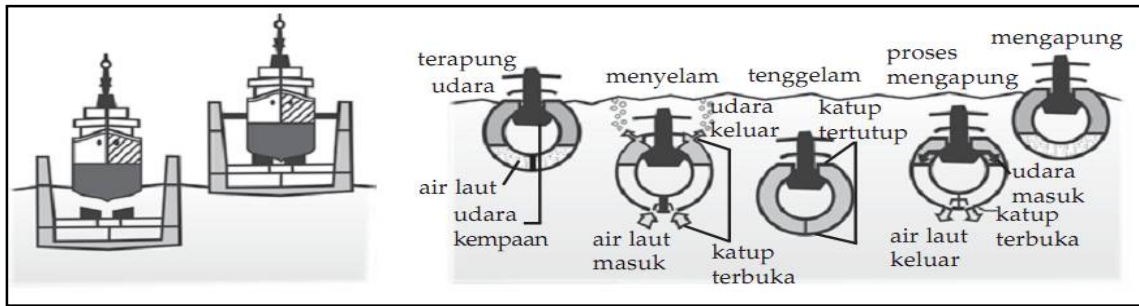 terapung
udara
menyelam
tenggelam
proses
mengapung
mengapung
udara
keluar
katup
tertutup
air laut
udara
kempaan
air laut
masuk
katup
terbuka
air laut
keluar
udara
masuk
katup
terbuka